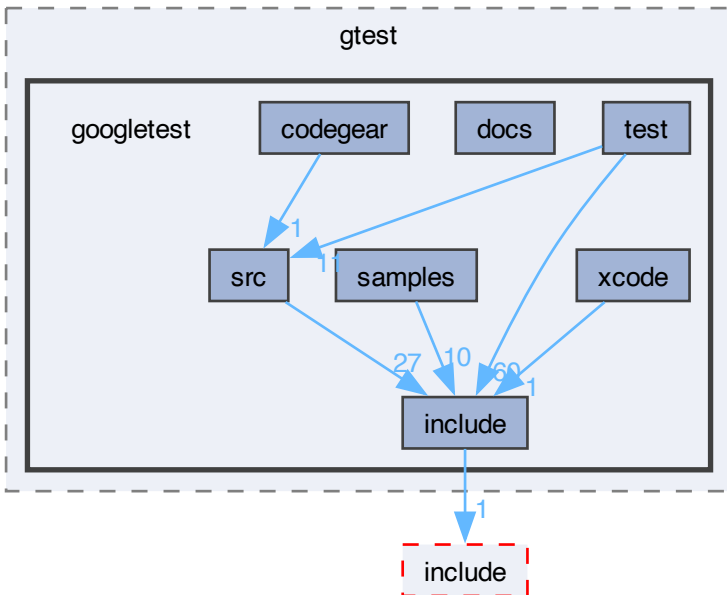 gtest
googletest
codegear
docs
test
1
11
src
samples
xcode
27
10
60
1
include
1
include